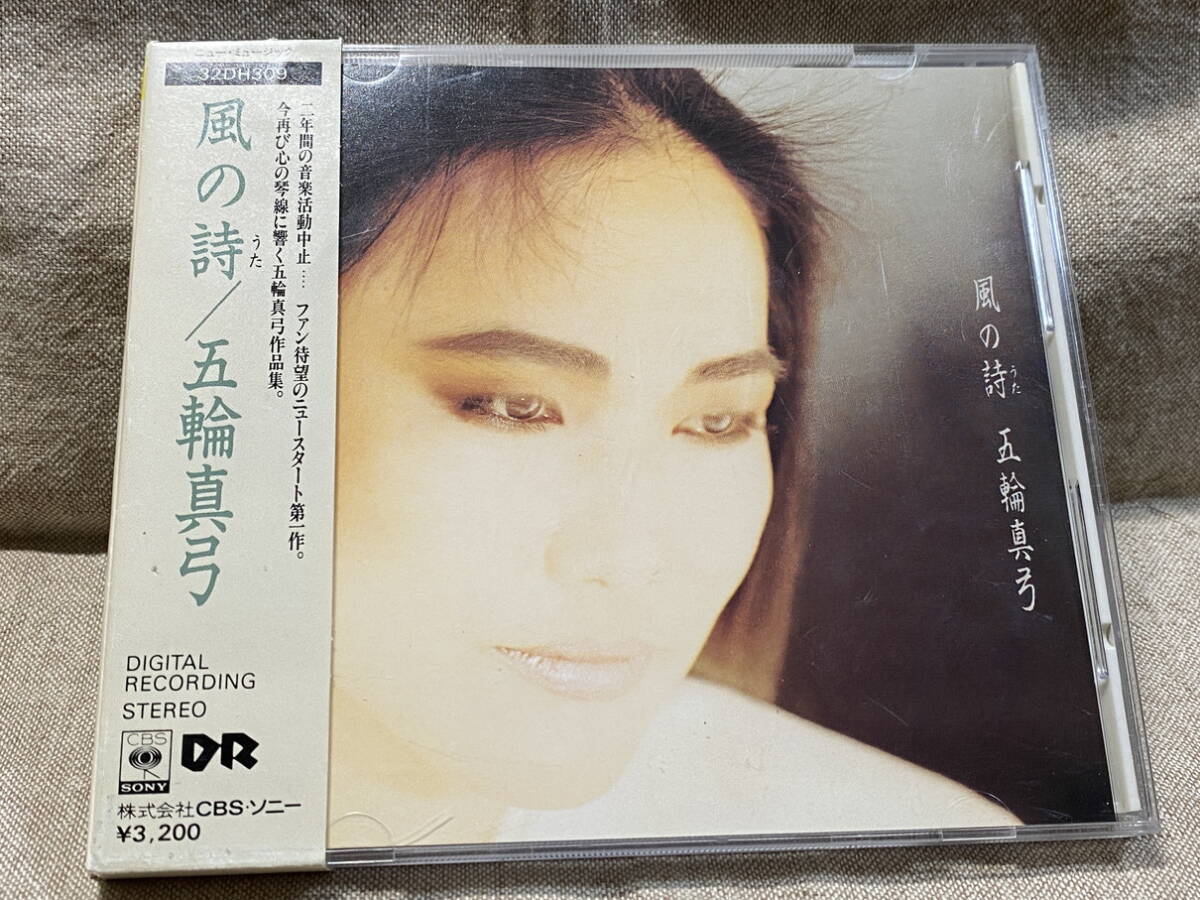 ニュー・ミュージック
32DH309
風の詩／五輪真弓
うた
二年間の音楽活動中止…… ファン待望のニュースタート第一作。
今再び心の琴線に響く五輪真弓作品集。
DIGITAL
RECORDING
STEREO
CBS
SONY
DR
株式会社CBS・ソニー
¥3,200
風の詩 五輪真弓
うた